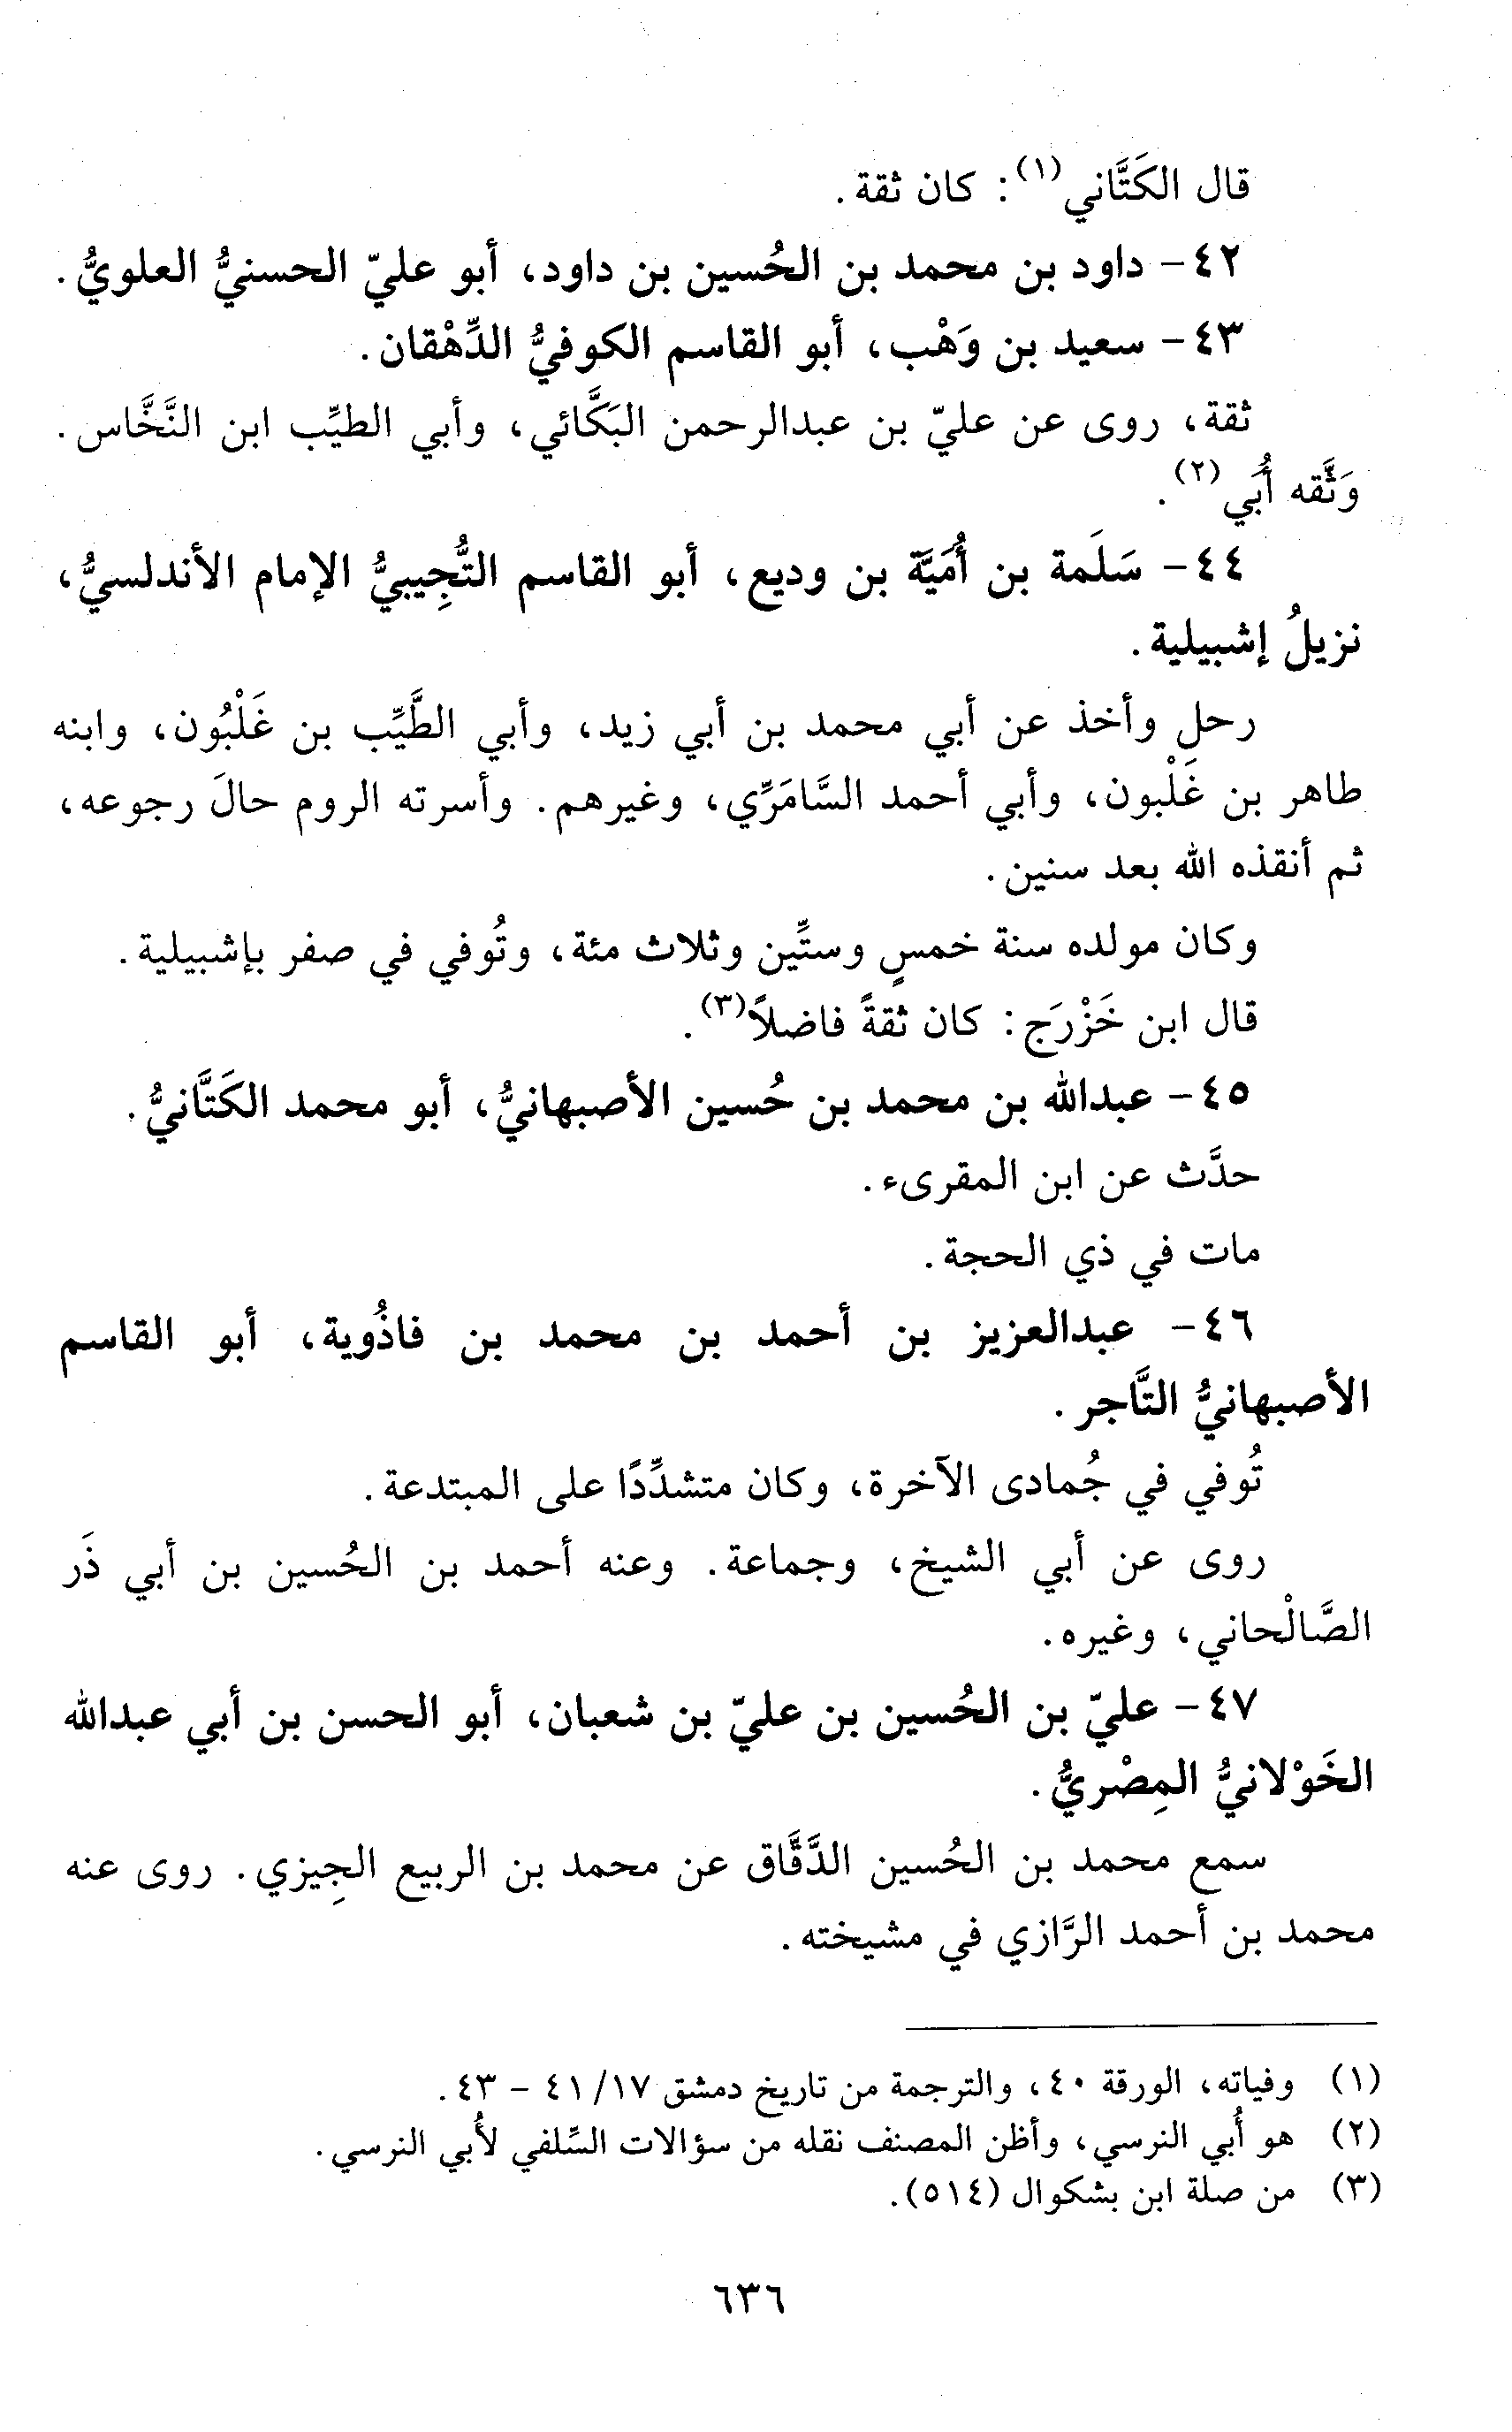 قال الكَتَّاني(١): كان ثقة.
٤٢- داود بن محمد بن الحُسين بن داود، أبو عليّ الحسنيُّ العلويُّ.
٤٣- سعيد بن وَهْب، أبو القاسم الكوفيُّ الدِّهْقان.
ثقة، روى عن عليّ بن عبدالرحمن البَكَّائي، وأبي الطيِّب ابن النَّخَّاس.
وَثَّقه أُبَي(٢).
٤٤- سَلَمة بن أُمَيَّة بن وديع، أبو القاسم التُّجِيبيُّ الإمام الأندلسيُّ،
نزيلُ إشبيلية.
رحل وأخذ عن أبي محمد بن أبي زيد، وأبي الطَّيِّب بن غَلْبُون، وابنه
طاهر بن غَلْبون، وأبي أحمد السَّامَرِّي، وغيرهم. وأسرته الروم حالَ رجوعه،
ثم أنقذه الله بعد سنين.
وكان مولده سنة خمسٍ وستِّين وثلاث مئة، وتُوفي في صفر بإشبيلية.
قال ابن خَزْرَج: كان ثقةً فاضلاً(٣).
٤٥- عبدالله بن محمد بن حُسين الأصبهانيُّ، أبو محمد الكَتَّانيُّ.
حدَّث عن ابن المقرىء.
مات في ذي الحجة.
٤٦- عبدالعزيز بن أحمد بن محمد بن فاذُوية، أبو القاسم
الأصبهانيُّ التَّاجر.
تُوفي في جُمادى الآخرة، وكان متشدِّدًا على المبتدعة.
روى عن أبي الشيخ، وجماعة. وعنه أحمد بن الحُسين بن أبي ذَر
الصَّالْحاني، وغيره.
٤٧- عليّ بن الحُسين بن عليّ بن شعبان، أبو الحسن بن أبي عبدالله
الخَوْلانيُّ المِصْريُّ.
سمع محمد بن الحُسين الدَّقَّاق عن محمد بن الربيع الجِيزي. روى عنه
محمد بن أحمد الرَّازي في مشيخته.
(١) وفياته، الورقة ٤٠، والترجمة من تاريخ دمشق ١٧/ ٤١ - ٤٣.
(٢) هو أُبي النرسي، وأظن المصنف نقله من سؤالات السِّلفي لأُبي النرسي.
(٣) من صلة ابن بشكوال (٥١٤).
٦٣٦